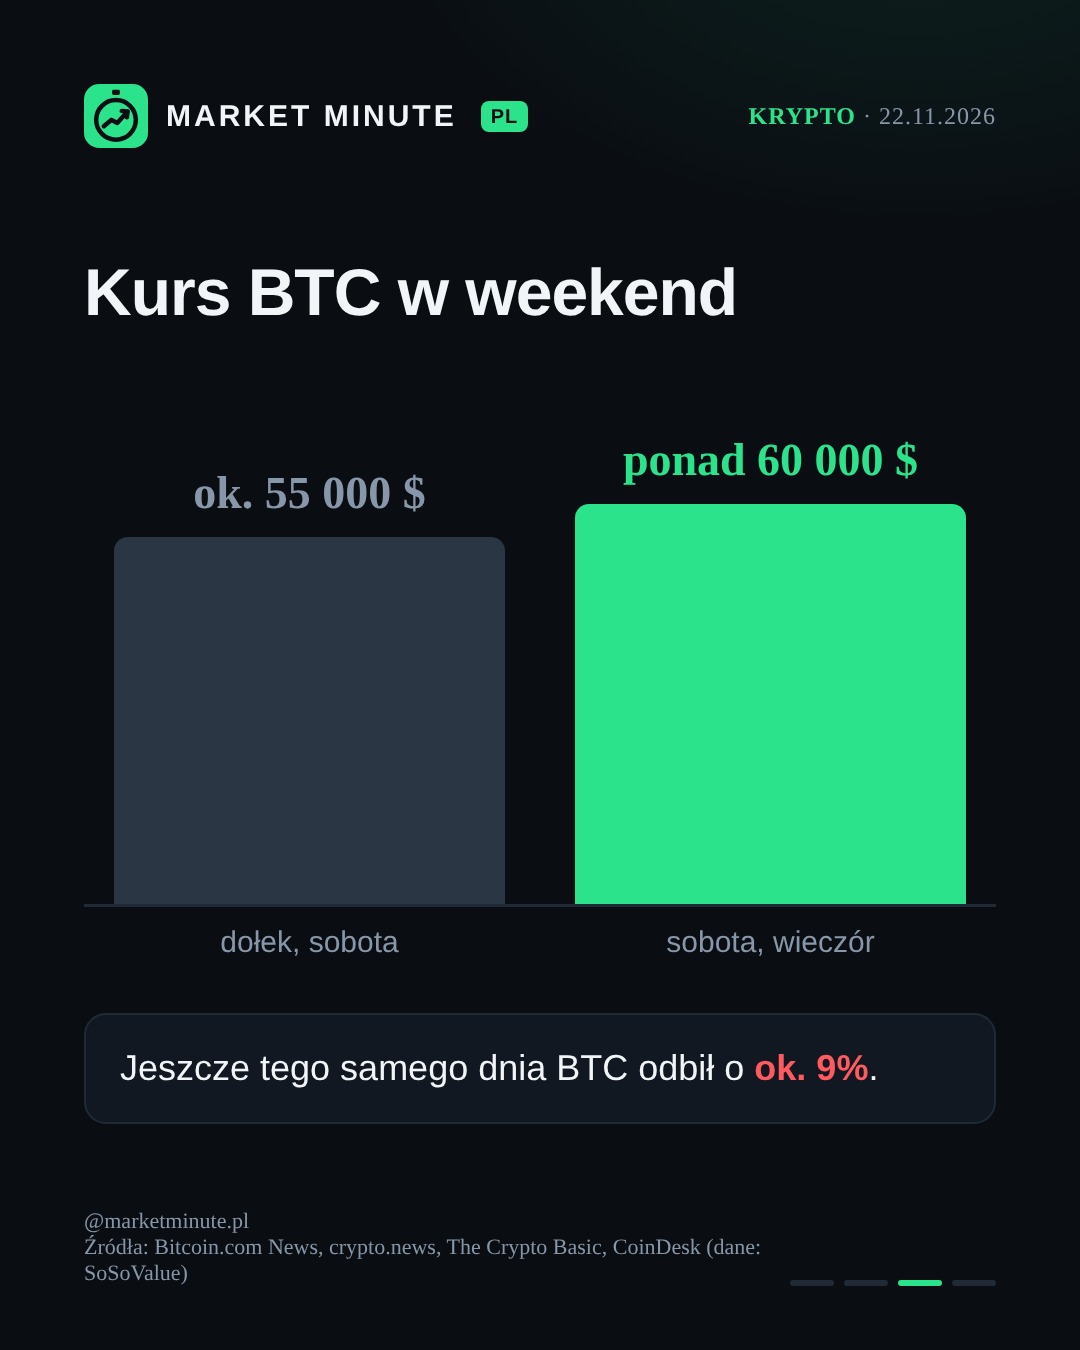 MARKET MINUTE PL
KRYPTO · 22.11.2026
Kurs BTC w weekend
ok. 55 000 $
ponad 60 000 $
dołek, sobota
sobota, wieczór
Jeszcze tego samego dnia BTC odbił o ok. 9%.
@marketminute.pl
Źródła: Bitcoin.com News, crypto.news, The Crypto Basic, CoinDesk (dane:
SoSoValue)